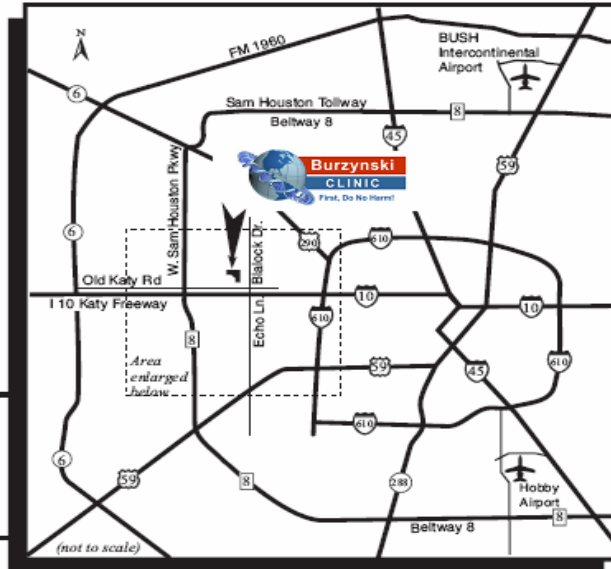 N
FM 1960
BUSH
Intercontinental
Airport
6
Sam Houston Tollway
8
Beltway 8
45
59
Burzynski
CLINIC
First, Do No Harm!
W. Sam Houston Pkwy
6
Blalock Dr.
290
610
Old Katy Rd
I 10 Katy Freeway
10
10
Echo Ln.
610
8
Area
enlarged
below
59
45
610
610
6
59
8
288
Hobby
Airport
8
Beltway 8
(not to scale)